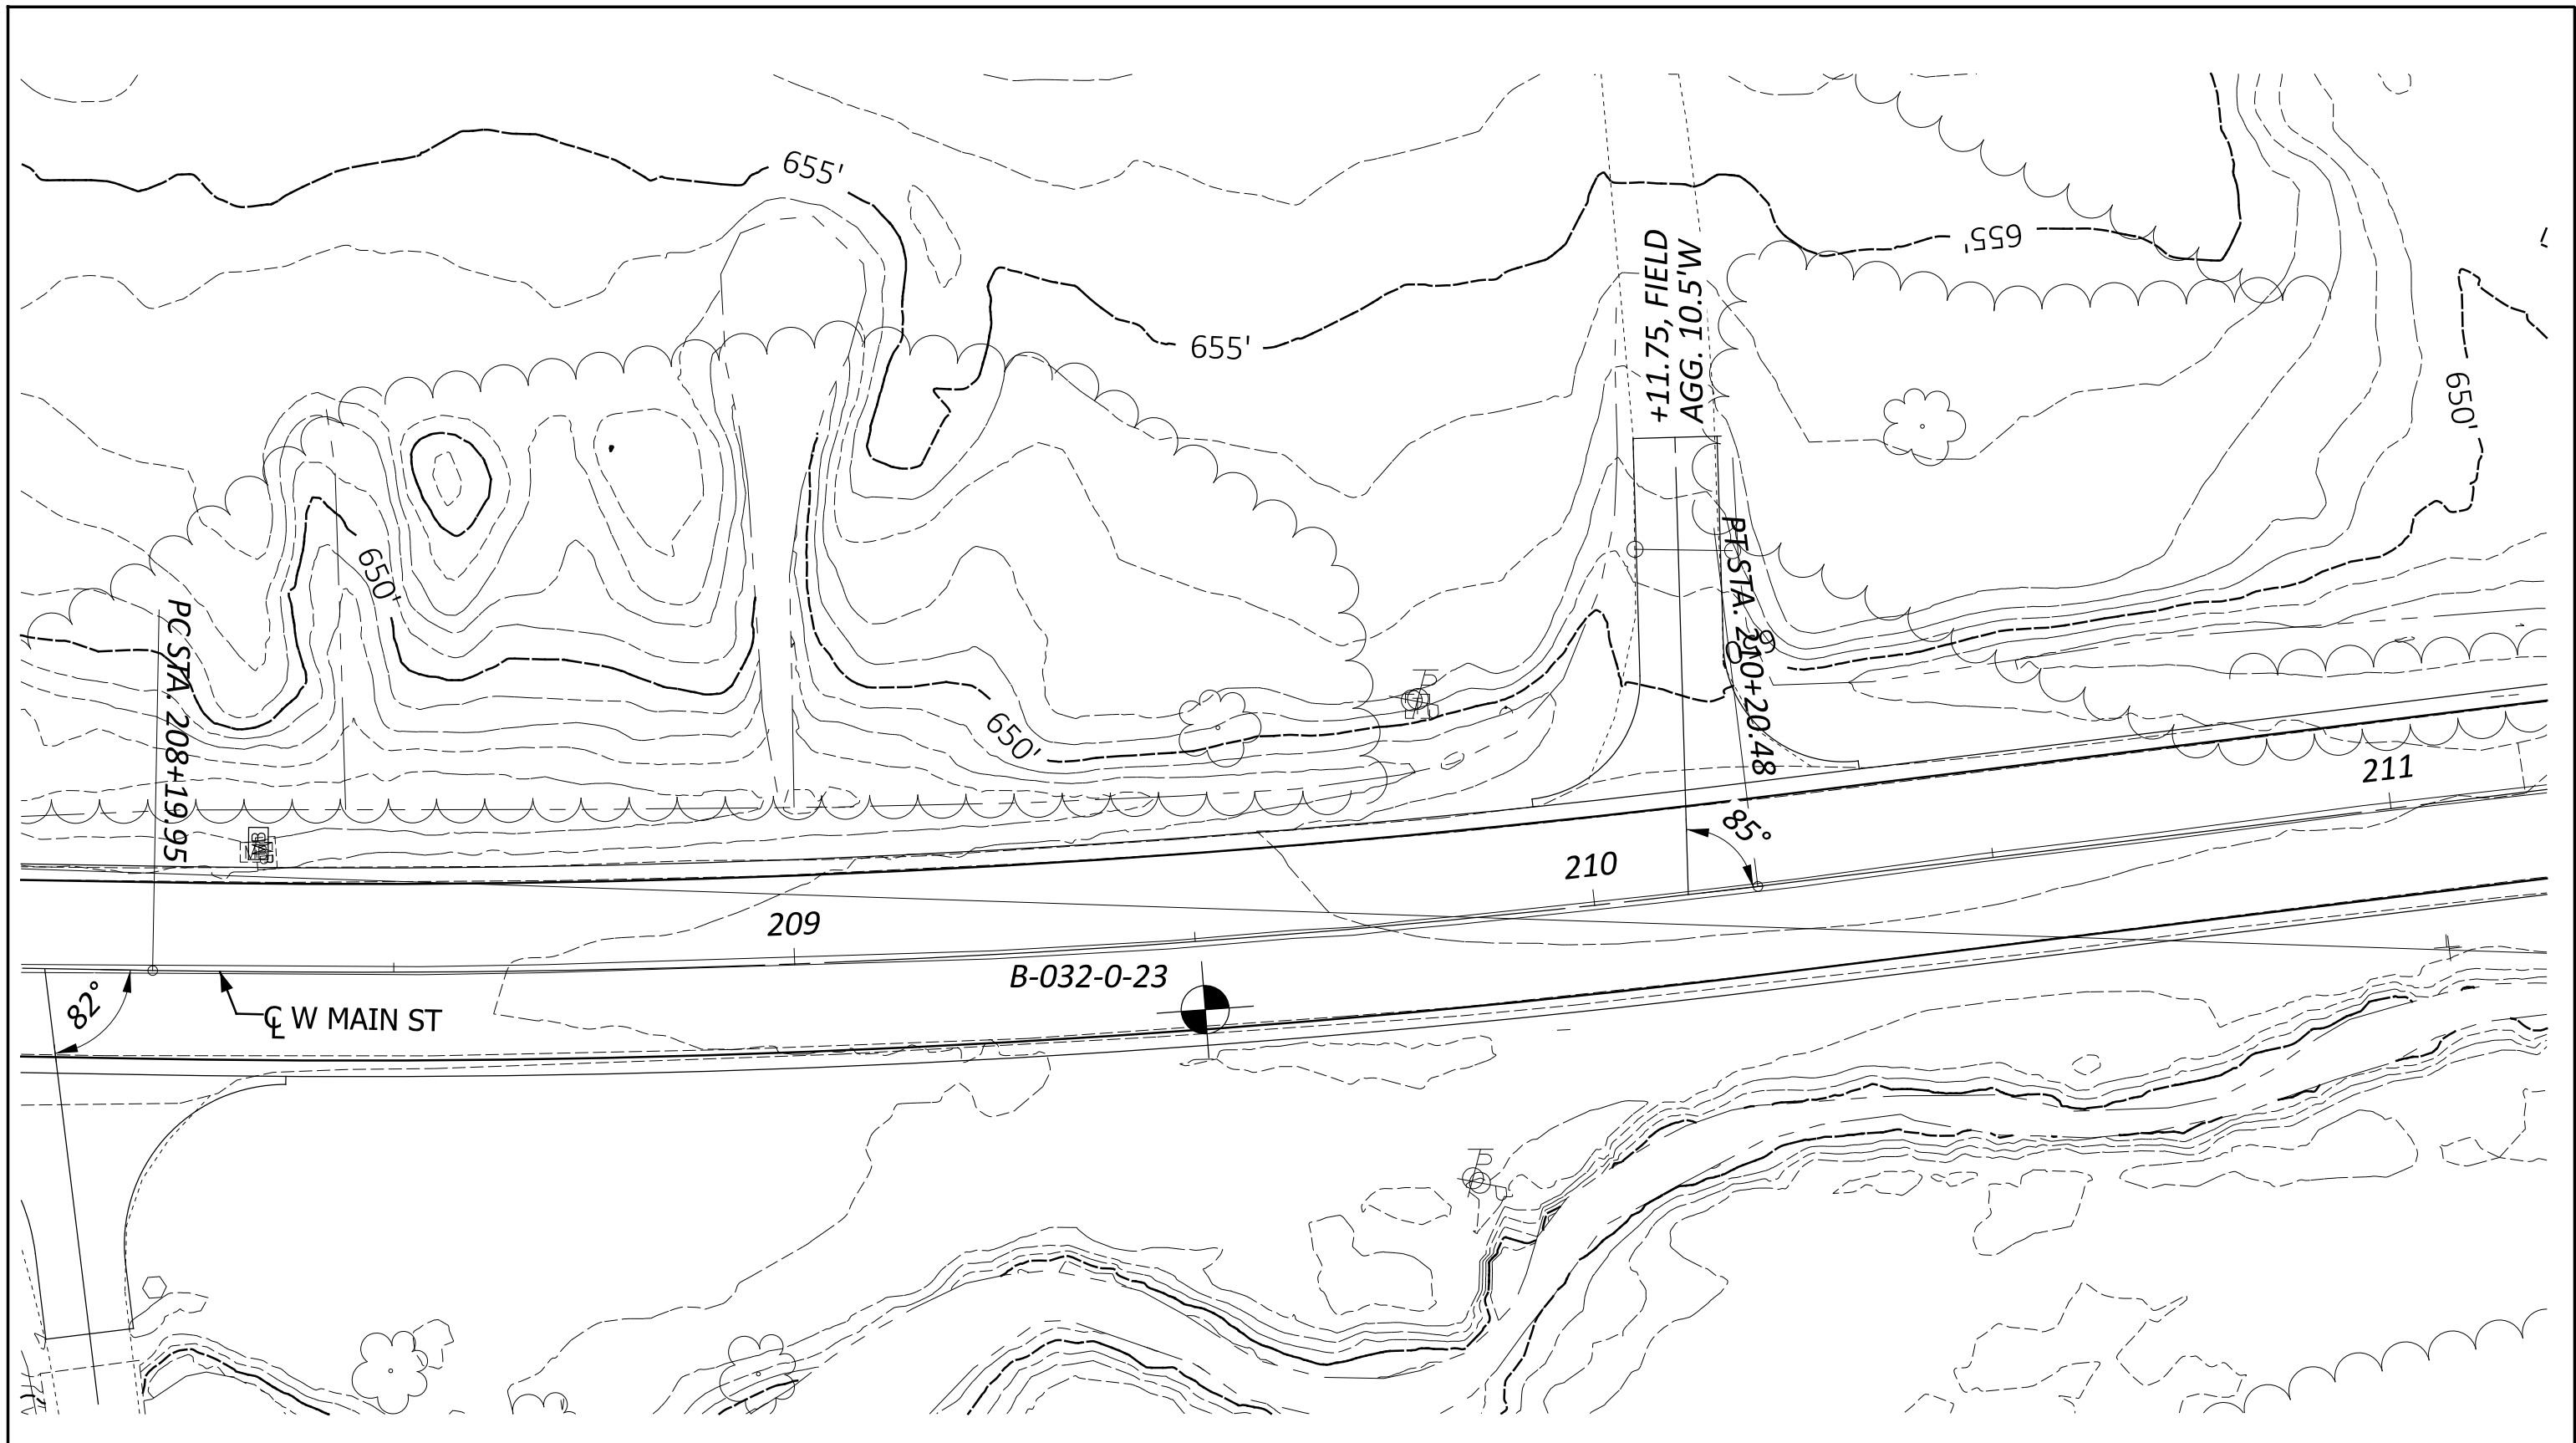 655'
655'
+11.75, FIELD
AGG. 10.5'W
655'
650'
650'
PC STA. 208+19.95
PT STA. 210+20.48
650'
211
85°
210
209
B-032-0-23
82°
℄ W MAIN ST